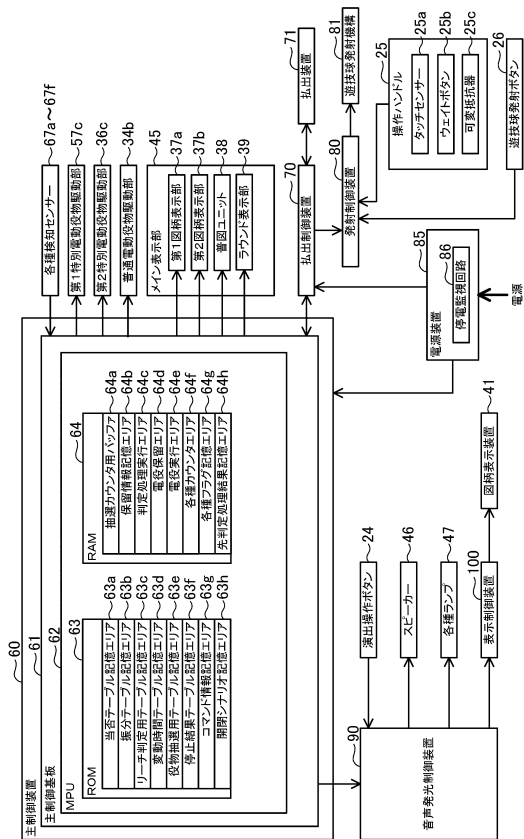 60
主制御装置
61
主制御基板
62
MPU
63
ROM
当否テーブル記憶エリア 63a
振分テーブル記憶エリア 63b
リーチ判定用テーブル記憶エリア 63c
変動時間テーブル記憶エリア 63d
役物抽選用テーブル記憶エリア 63e
停止結果テーブル記憶エリア 63f
コマンド情報記憶エリア 63g
開閉シナリオ記憶エリア 63h
64
RAM
抽選カウンタ用バッファ 64a
保留情報記憶エリア 64b
判定処理実行エリア 64c
電役保留エリア 64d
電役実行エリア 64e
各種カウンタエリア 64f
各種フラグ記憶エリア 64g
先判定処理結果記憶エリア 64h
各種検知センサー 67a～67f
第1特別電動役物駆動部 57c
第2特別電動役物駆動部 36c
普通電動役物駆動部 34b
メイン表示部 45
第1図柄表示部 37a
第2図柄表示部 37b
普図ユニット 38
ラウンド表示部 39
払出制御装置 70
払出装置 71
発射制御装置 80
遊技球発射機構 81
操作ハンドル 25
タッチセンサー 25a
ウェイトボタン 25b
可変抵抗器 25c
遊技球発射ボタン 26
電源装置 85
停電監視回路 86
電源
90
音声発光制御装置
演出操作ボタン 24
スピーカー 46
各種ランプ 47
表示制御装置 100
図柄表示装置 41